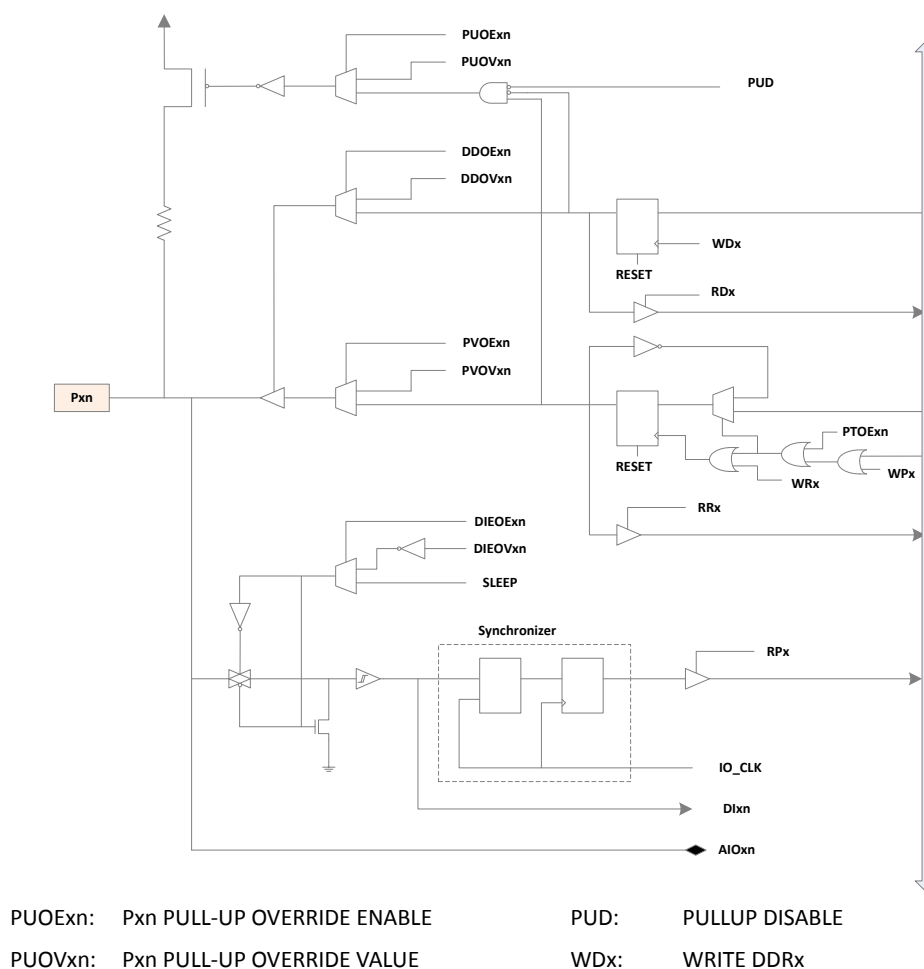 PUOExn
PUOVxn
PUD
DDOExn
DDOVxn
WDx
RESET
RDx
PVOExn
PVOVxn
Pxn
PTOExn
RESET
WRx
WPx
RRx
DIEOExn
DIEOVxn
SLEEP
Synchronizer
RPx
IO_CLK
DIxn
AIOxn
PUOExn: Pxn PULL-UP OVERRIDE ENABLE PUD: PULLUP DISABLE
PUOVxn: Pxn PULL-UP OVERRIDE VALUE WDx: WRITE DDRx